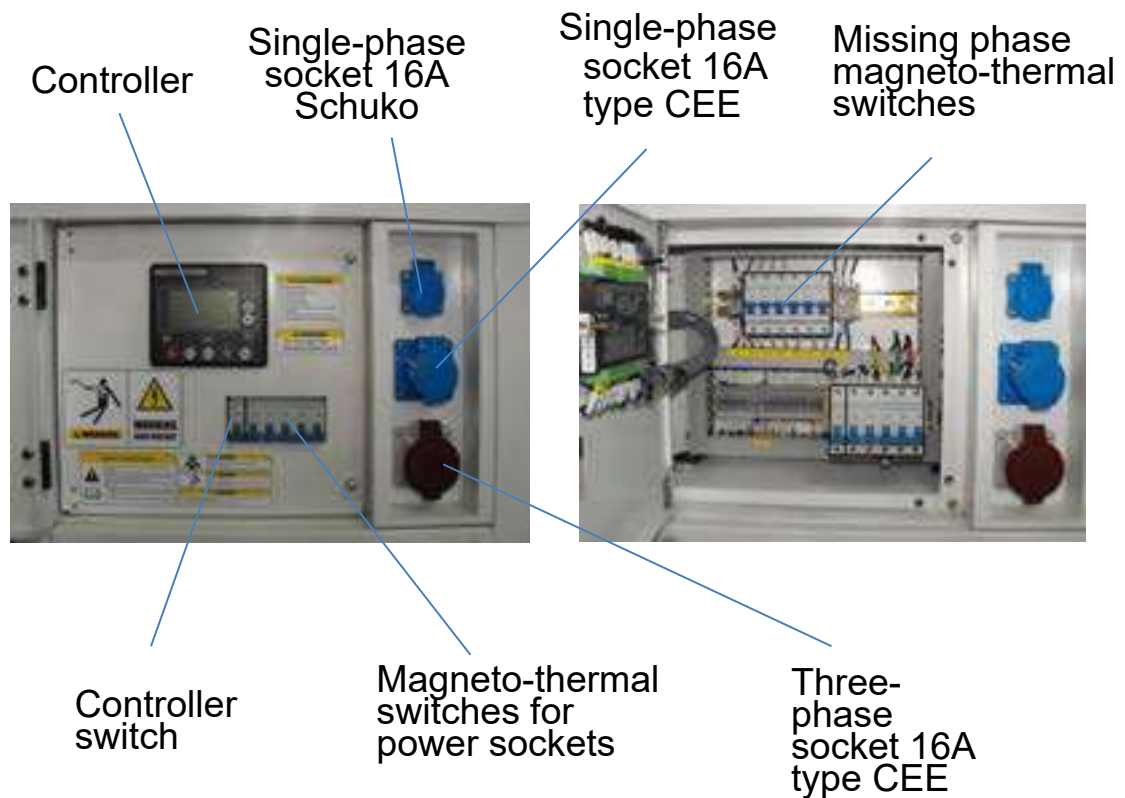 Controller
Single-phase
socket 16A
Schuko
Single-phase
socket 16A
type CEE
Missing phase
magneto-thermal
switches
WARNING
Controller
switch
Magneto-thermal
switches for
power sockets
Three-
phase
socket 16A
type CEE